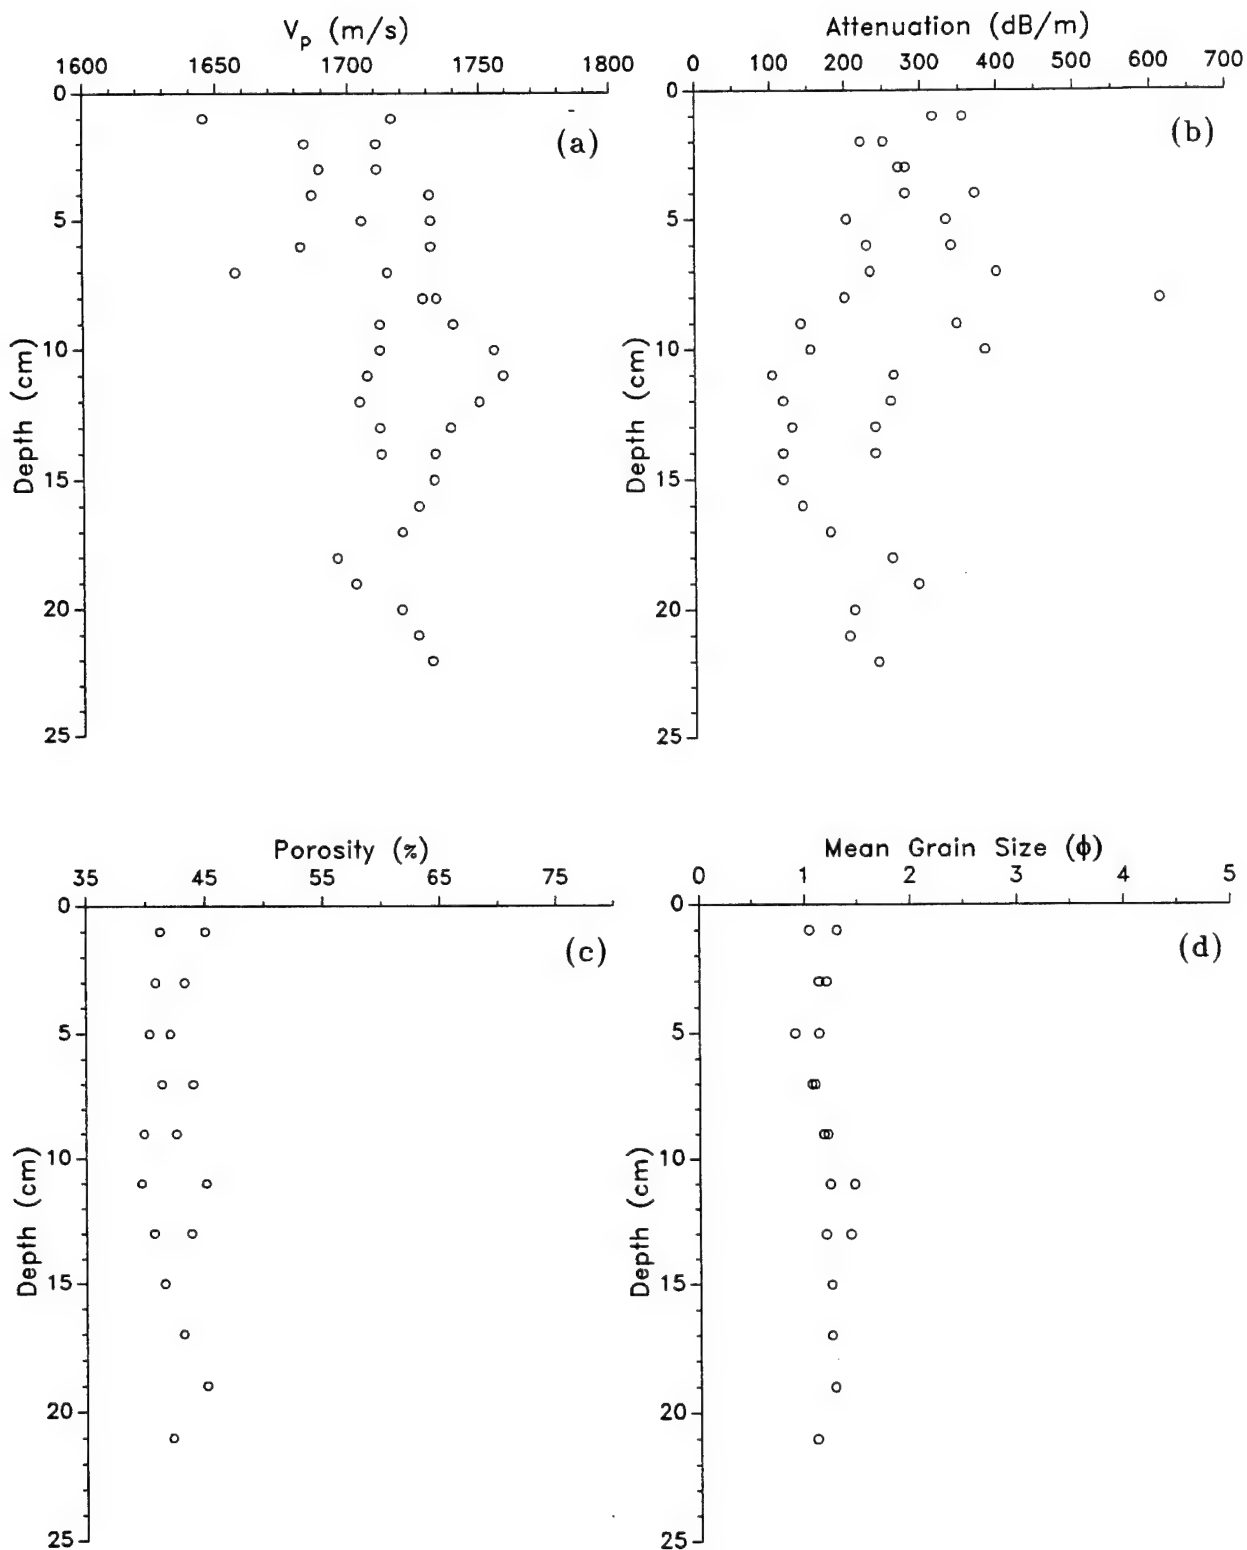 V_p (m/s)
1600 1650 1700 1750 1800
0
5
10
15
20
25
Depth (cm)
(a)
Attenuation (dB/m)
0 100 200 300 400 500 600 700
0
5
10
15
20
25
Depth (cm)
(b)
Porosity (%)
35 45 55 65 75
0
5
10
15
20
25
Depth (cm)
(c)
Mean Grain Size (ϕ)
0 1 2 3 4 5
0
5
10
15
20
25
Depth (cm)
(d)